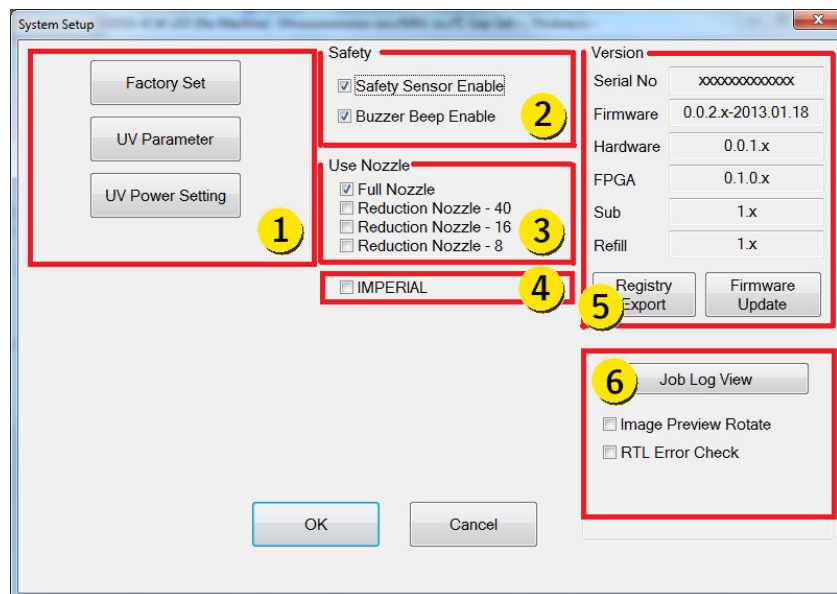 System Setup
Factory Set
UV Parameter
UV Power Setting
1
Safety
Safety Sensor Enable
Buzzer Beep Enable
2
Use Nozzle
Full Nozzle
Reduction Nozzle - 40
Reduction Nozzle - 16
Reduction Nozzle - 8
3
IMPERIAL
4
Version
Serial No xxxxxxxxxxxxx
Firmware 0.0.2.x-2013.01.18
Hardware 0.0.1.x
FPGA 0.1.0.x
Sub 1.x
Refill 1.x
Registry
Export
Firmware
Update
5
6
Job Log View
Image Preview Rotate
RTL Error Check
OK
Cancel